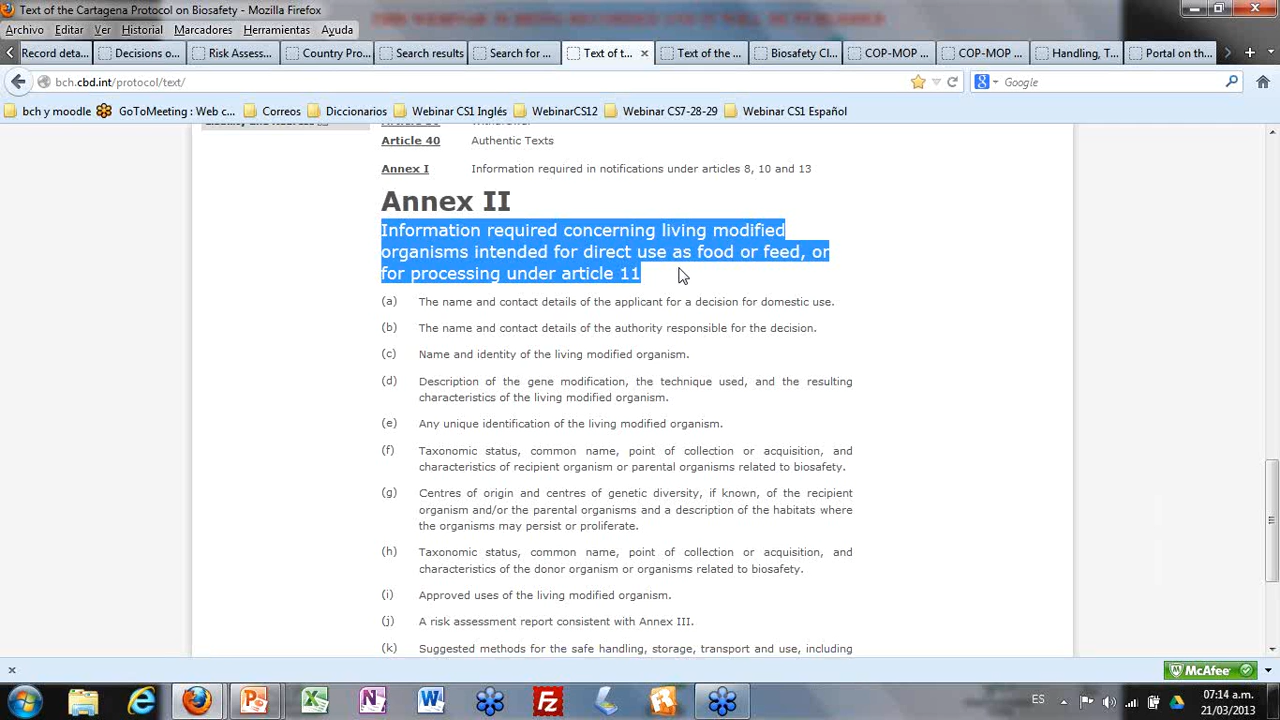 Text of the Cartagena Protocol on Biosafety - Mozilla Firefox
Archivo Editar Ver Historial Marcadores Herramientas Ayuda
Record deta... Decisions o... Risk Assess... Country Pro... Search results Search for ... Text of t... Text of the ... Biosafety Cl... COP-MOP ... COP-MOP ... Handling, T... Portal on th...
bch.cbd.int/protocol/text/ Google
bch y moodle GoToMeeting : Web c... Correos Diccionarios Webinar CS1 Inglés WebinarCS12 Webinar CS7-28-29 Webinar CS1 Español
Article 40 Authentic Texts
Annex I Information required in notifications under articles 8, 10 and 13
Annex II
Information required concerning living modified
organisms intended for direct use as food or feed, or
for processing under article 11
(a) The name and contact details of the applicant for a decision for domestic use.
(b) The name and contact details of the authority responsible for the decision.
(c) Name and identity of the living modified organism.
(d) Description of the gene modification, the technique used, and the resulting
characteristics of the living modified organism.
(e) Any unique identification of the living modified organism.
(f) Taxonomic status, common name, point of collection or acquisition, and
characteristics of recipient organism or parental organisms related to biosafety.
(g) Centres of origin and centres of genetic diversity, if known, of the recipient
organism and/or the parental organisms and a description of the habitats where
the organisms may persist or proliferate.
(h) Taxonomic status, common name, point of collection or acquisition, and
characteristics of the donor organism or organisms related to biosafety.
(i) Approved uses of the living modified organism.
(j) A risk assessment report consistent with Annex III.
(k) Suggested methods for the safe handling, storage, transport and use, including
McAfee
ES 07:14 a.m.
21/03/2013